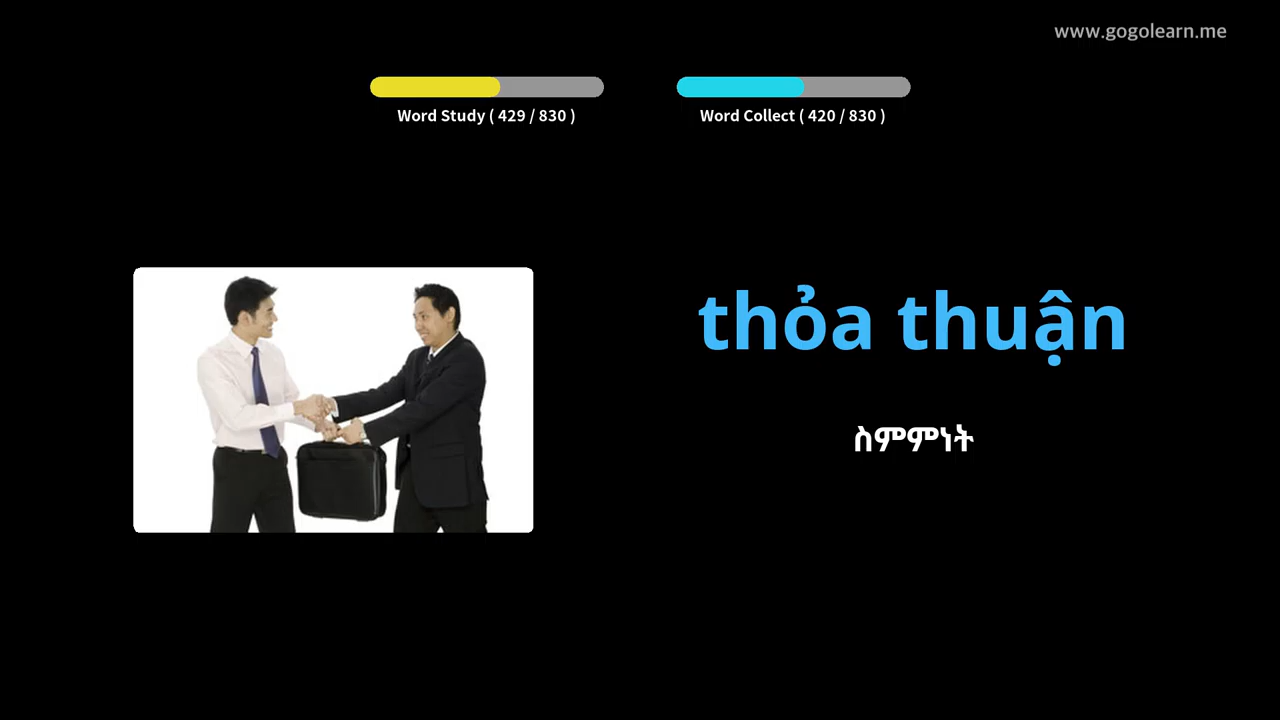 www.gogolearn.me
Word Study ( 429 / 830 )
Word Collect ( 420 / 830 )
thỏa thuận
ስምምነት